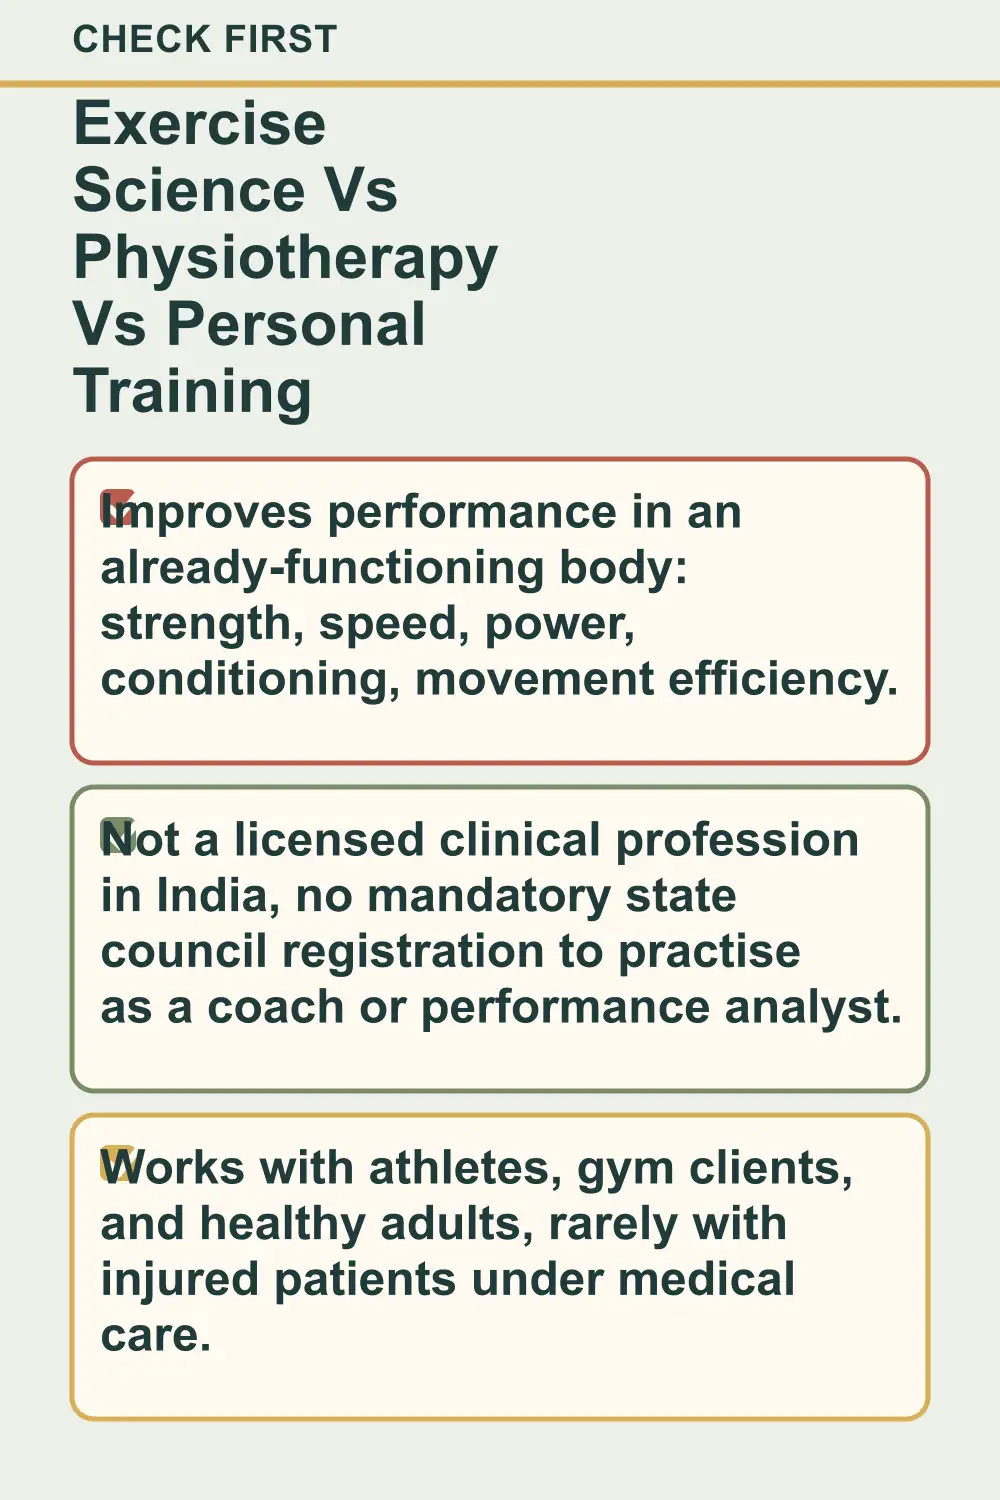 CHECK FIRST
Exercise
Science Vs
Physiotherapy
Vs Personal
Training
Improves performance in an
already-functioning body:
strength, speed, power,
conditioning, movement efficiency.
Not a licensed clinical profession
in India, no mandatory state
council registration to practise
as a coach or performance analyst.
Works with athletes, gym clients,
and healthy adults, rarely with
injured patients under medical
care.